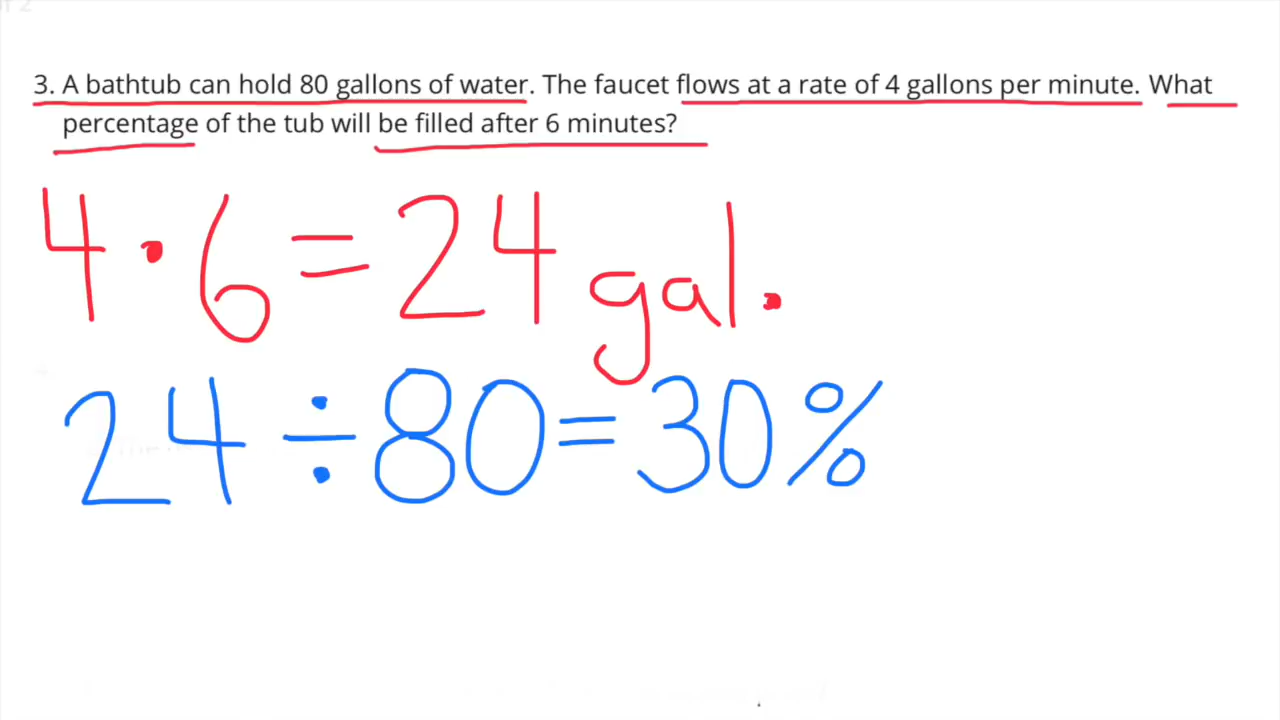 3. A bathtub can hold 80 gallons of water. The faucet flows at a rate of 4 gallons per minute. What
percentage of the tub will be filled after 6 minutes?
4 · 6 = 24 gal.
24 ÷ 80 = 30%